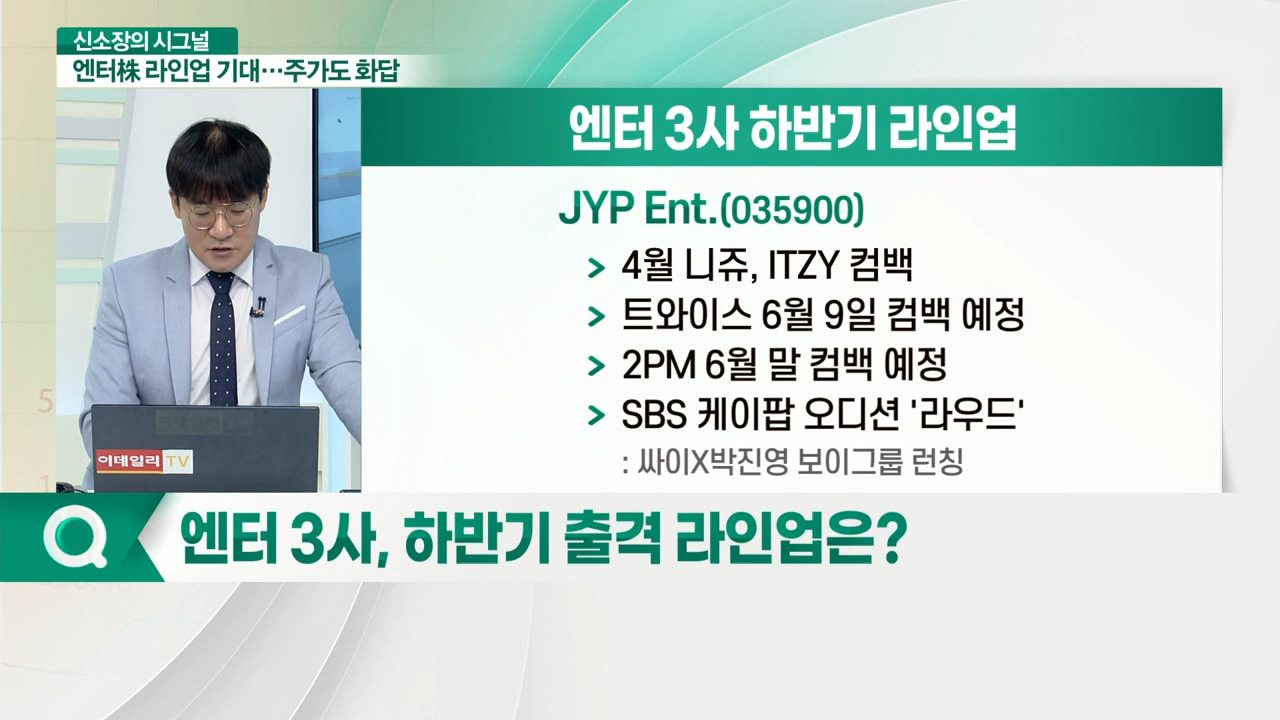 신소장의 시그널
엔터株 라인업 기대…주가도 화답
엔터 3사 하반기 라인업
JYP Ent.(035900)
> 4월 니쥬, ITZY 컴백
> 트와이스 6월 9일 컴백 예정
> 2PM 6월 말 컴백 예정
> SBS 케이팝 오디션 '라우드'
: 싸이X박진영 보이그룹 런칭
이데일리TV
Q 엔터 3사, 하반기 출격 라인업은?